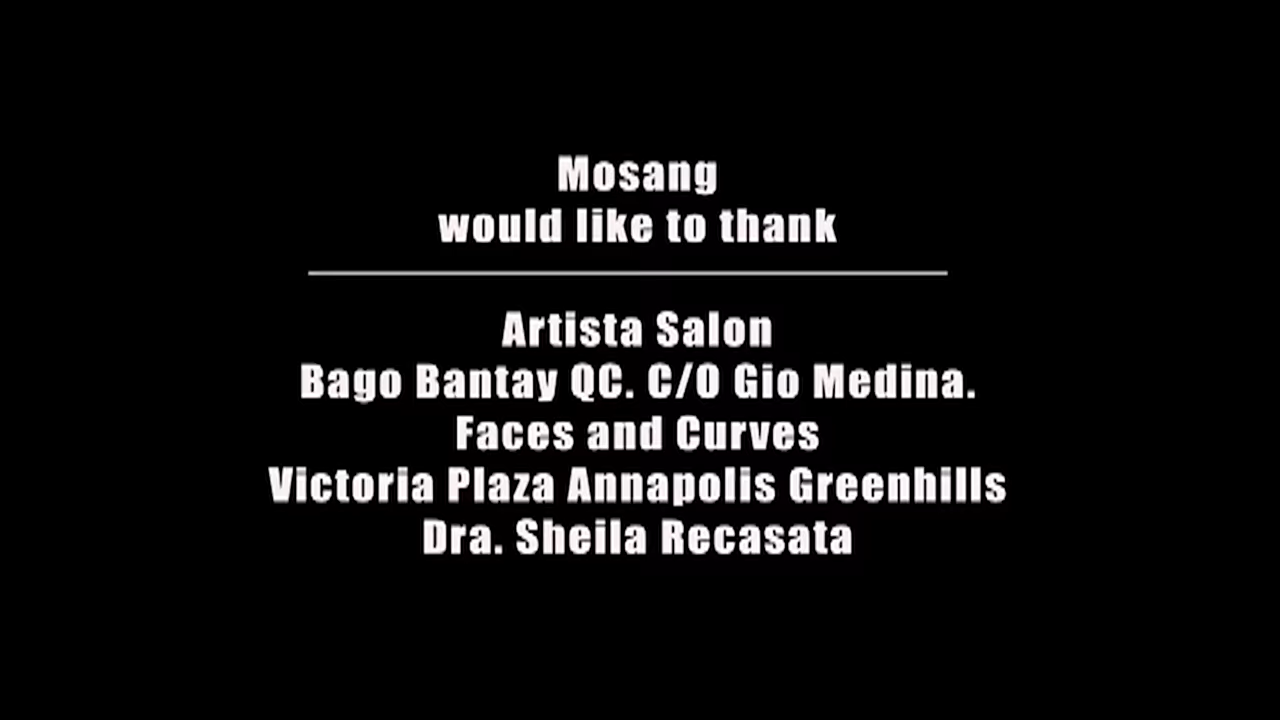 Mosang
would like to thank
Artista Salon
Bago Bantay QC. C/O Gio Medina.
Faces and Curves
Victoria Plaza Annapolis Greenhills
Dra. Sheila Recasata